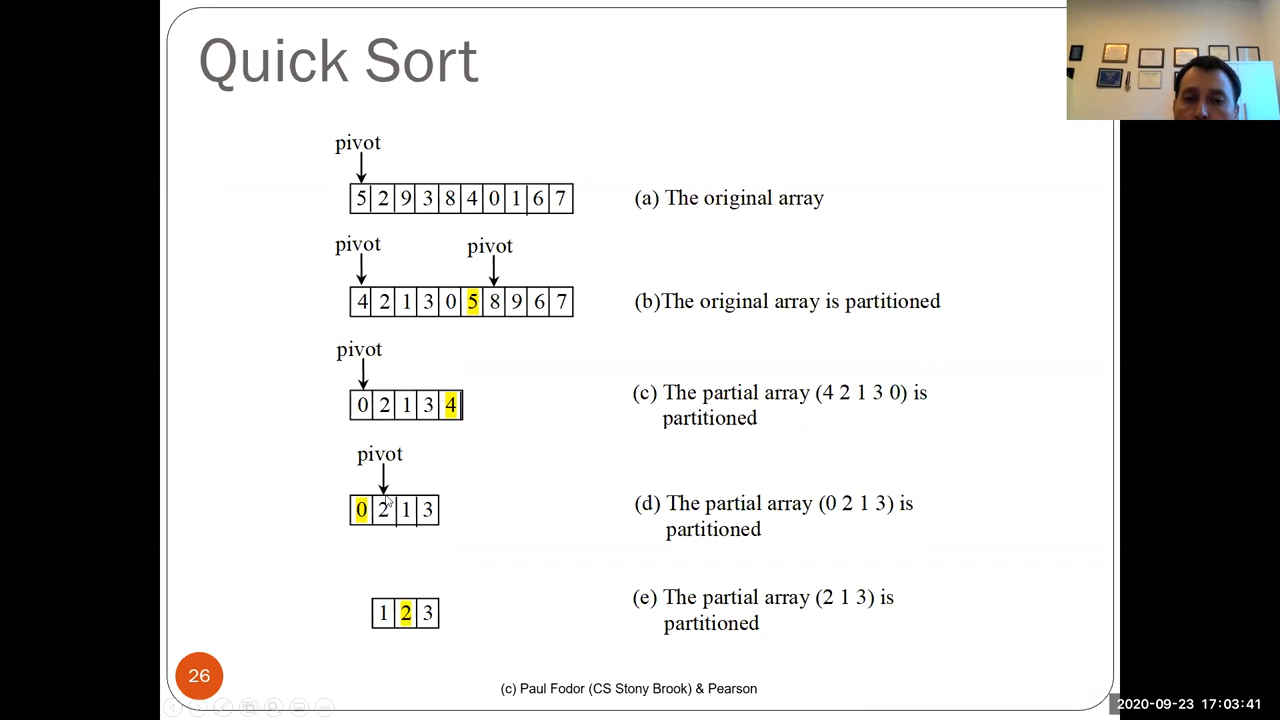 Quick Sort
pivot
5 2 9 3 8 4 0 1 6 7
(a) The original array
pivot pivot
4 2 1 3 0 5 8 9 6 7
(b)The original array is partitioned
pivot
0 2 1 3 4
(c) The partial array (4 2 1 3 0) is
partitioned
pivot
0 2 1 3
(d) The partial array (0 2 1 3) is
partitioned
1 2 3
(e) The partial array (2 1 3) is
partitioned
26
(c) Paul Fodor (CS Stony Brook) & Pearson
2020-09-23 17:03:41